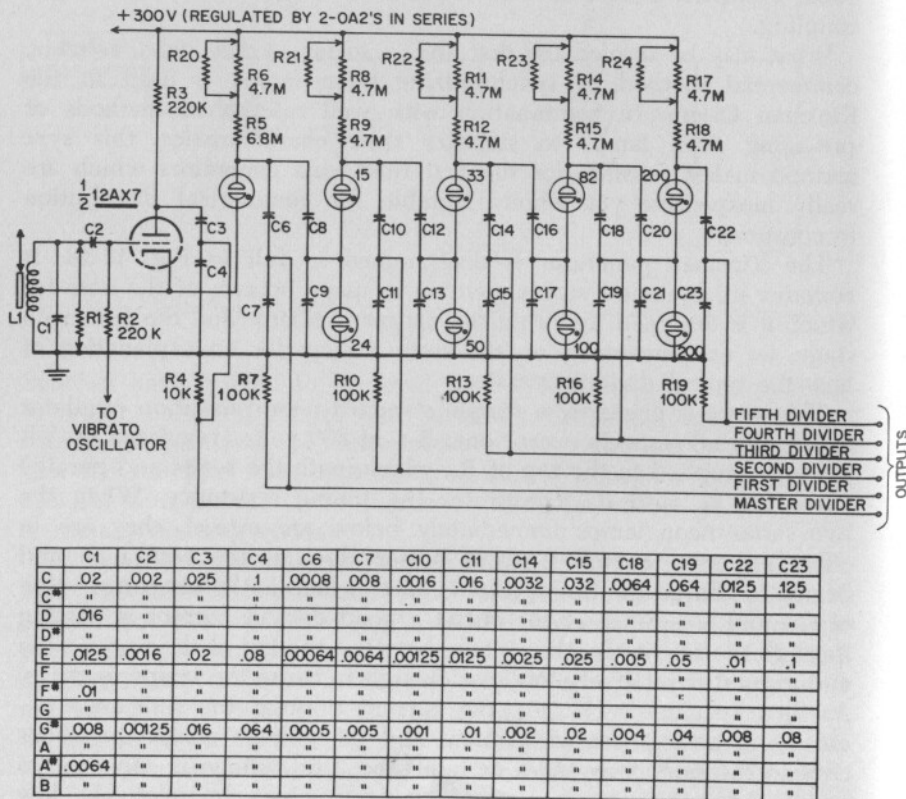 +300V (REGULATED BY 2-0A2'S IN SERIES)
R20 R6 4.7M R21 R8 4.7M R22 R11 4.7M R23 R14 4.7M R24 R17 4.7M
R3 220K
R5 6.8M R9 4.7M R12 4.7M R15 4.7M R18 4.7M
15 33 82 200
1/2 12AX7
C2 C3 C6 C8 C10 C12 C14 C16 C18 C20 C22
C4
L1 C1 R1 R2 220K C7 C9 C11 C13 C15 C17 C19 C21 C23
24 50 100 200
R4 10K R7 100K R10 100K R13 100K R16 100K R19 100K
TO VIBRATO OSCILLATOR
FIFTH DIVIDER
FOURTH DIVIDER
THIRD DIVIDER
SECOND DIVIDER
FIRST DIVIDER
MASTER DIVIDER
OUTPUTS
C1 C2 C3 C4 C6 C7 C10 C11 C14 C15 C18 C19 C22 C23
C .02 .002 .025 .1 .0008 .008 .0016 .016 .0032 .032 .0064 .064 .0125 .125
C# " " " " " " " " " " " " " "
D .016 " " " " " " " " " " " " "
D# " " " " " " " " " " " " " "
E .0125 .0016 .02 .08 .00064 .0064 .00125 .0125 .0025 .025 .005 .05 .01 .1
F " " " " " " " " " " " " " "
F# .01 " " " " " " " " " " " " "
G " " " " " " " " " " " " " "
G# .008 .00125 .016 .064 .0005 .005 .001 .01 .002 .02 .004 .04 .008 .08
A " " " " " " " " " " " " " "
A# .0064 " " " " " " " " " " " " "
B " " " " " " " " " " " " " "